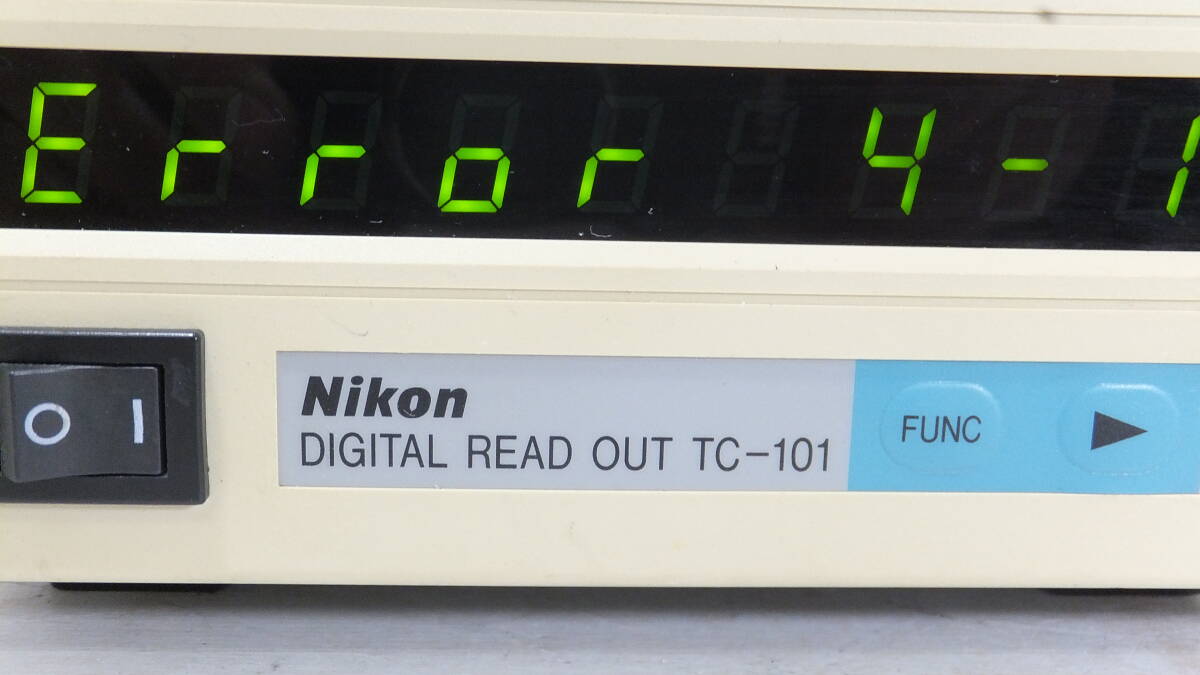 Error 4-1
O I
Nikon
DIGITAL READ OUT TC-101
FUNC